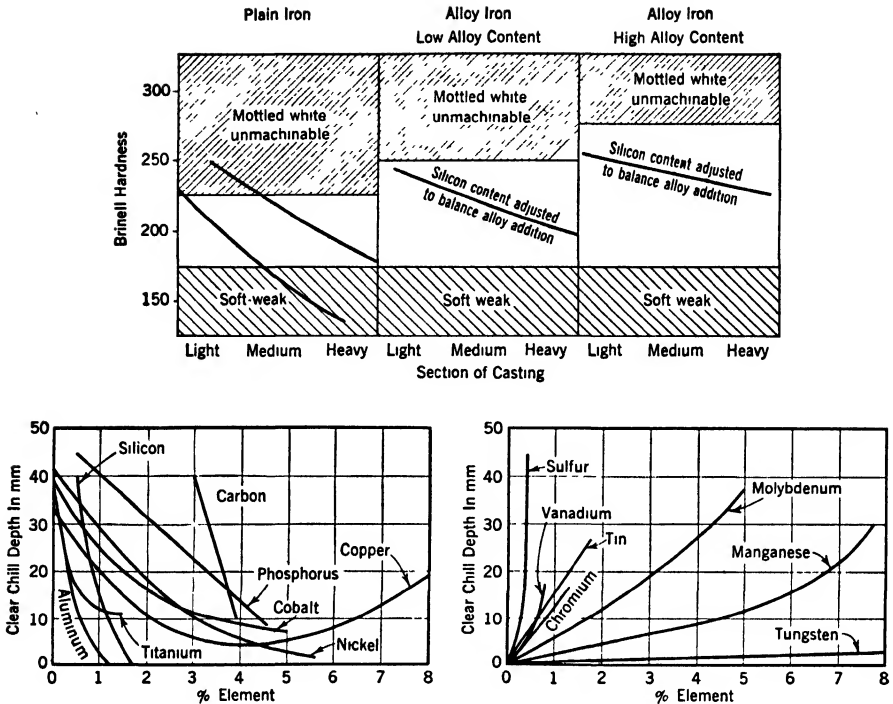 Plain Iron
Alloy Iron
Low Alloy Content
Alloy Iron
High Alloy Content
Brinell Hardness
300
250
200
150
Mottled white
unmachinable
Soft-weak
Mottled white
unmachinable
Silicon content adjusted
to balance alloy addition
Soft weak
Mottled white
unmachinable
Silicon content adjusted
to balance alloy addition
Soft weak
Light Medium Heavy Light Medium Heavy Light Medium Heavy
Section of Casting
Clear Chill Depth In mm
50
40
30
20
10
0
Silicon
Carbon
Copper
Phosphorus
Cobalt
Nickel
Titanium
Aluminum
0 1 2 3 4 5 6 7 8
% Element
Clear Chill Depth In mm
50
40
30
20
10
0
Sulfur
Vanadium
Tin
Chromium
Molybdenum
Manganese
Tungsten
0 1 2 3 4 5 6 7 8
% Element